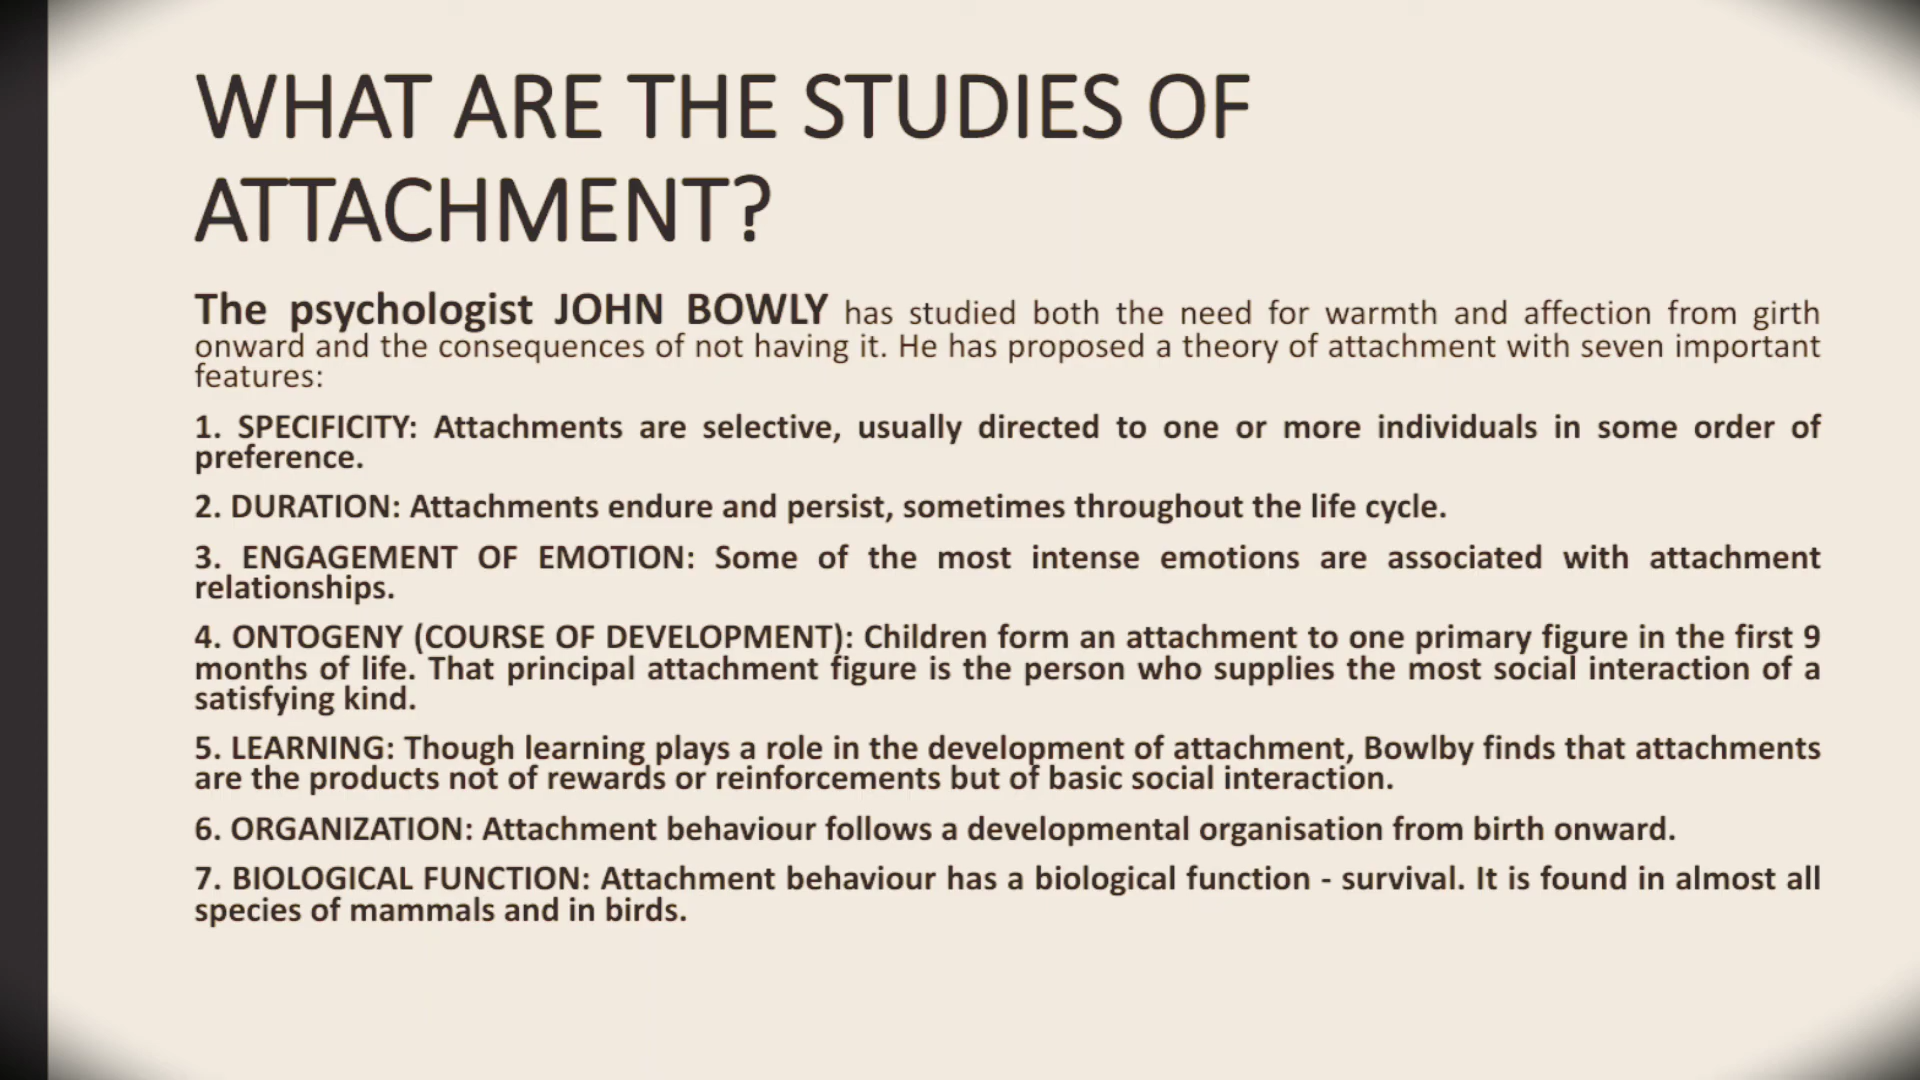 WHAT ARE THE STUDIES OF
ATTACHMENT?
The psychologist JOHN BOWLY has studied both the need for warmth and affection from girth
onward and the consequences of not having it. He has proposed a theory of attachment with seven important
features:
1. SPECIFICITY: Attachments are selective, usually directed to one or more individuals in some order of
preference.
2. DURATION: Attachments endure and persist, sometimes throughout the life cycle.
3. ENGAGEMENT OF EMOTION: Some of the most intense emotions are associated with attachment
relationships.
4. ONTOGENY (COURSE OF DEVELOPMENT): Children form an attachment to one primary figure in the first 9
months of life. That principal attachment figure is the person who supplies the most social interaction of a
satisfying kind.
5. LEARNING: Though learning plays a role in the development of attachment, Bowlby finds that attachments
are the products not of rewards or reinforcements but of basic social interaction.
6. ORGANIZATION: Attachment behaviour follows a developmental organisation from birth onward.
7. BIOLOGICAL FUNCTION: Attachment behaviour has a biological function - survival. It is found in almost all
species of mammals and in birds.